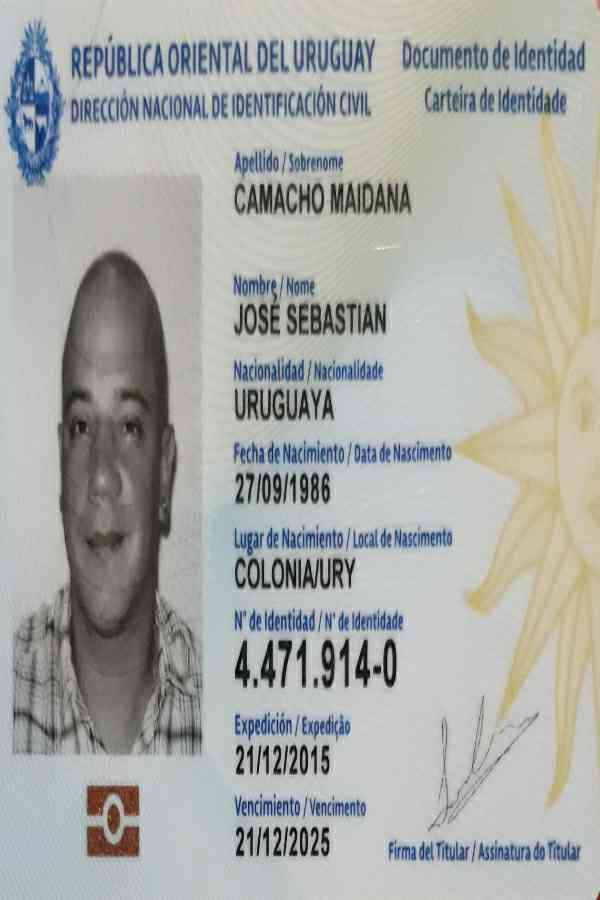 REPÚBLICA ORIENTAL DEL URUGUAY
DIRECCIÓN NACIONAL DE IDENTIFICACIÓN CIVIL
Documento de Identidad
Carteira de Identidade
Apellido / Sobrenome
CAMACHO MAIDANA
Nombre / Nome
JOSÉ SEBASTIAN
Nacionalidad / Nacionalidade
URUGUAYA
Fecha de Nacimiento / Data de Nascimento
27/09/1986
Lugar de Nacimiento / Local de Nascimento
COLONIA/URY
N° de Identidad / N° de Identidade
4.471.914-0
Expedición / Expedição
21/12/2015
Vencimiento / Vencimento
21/12/2025
Firma del Titular / Assinatura do Titular